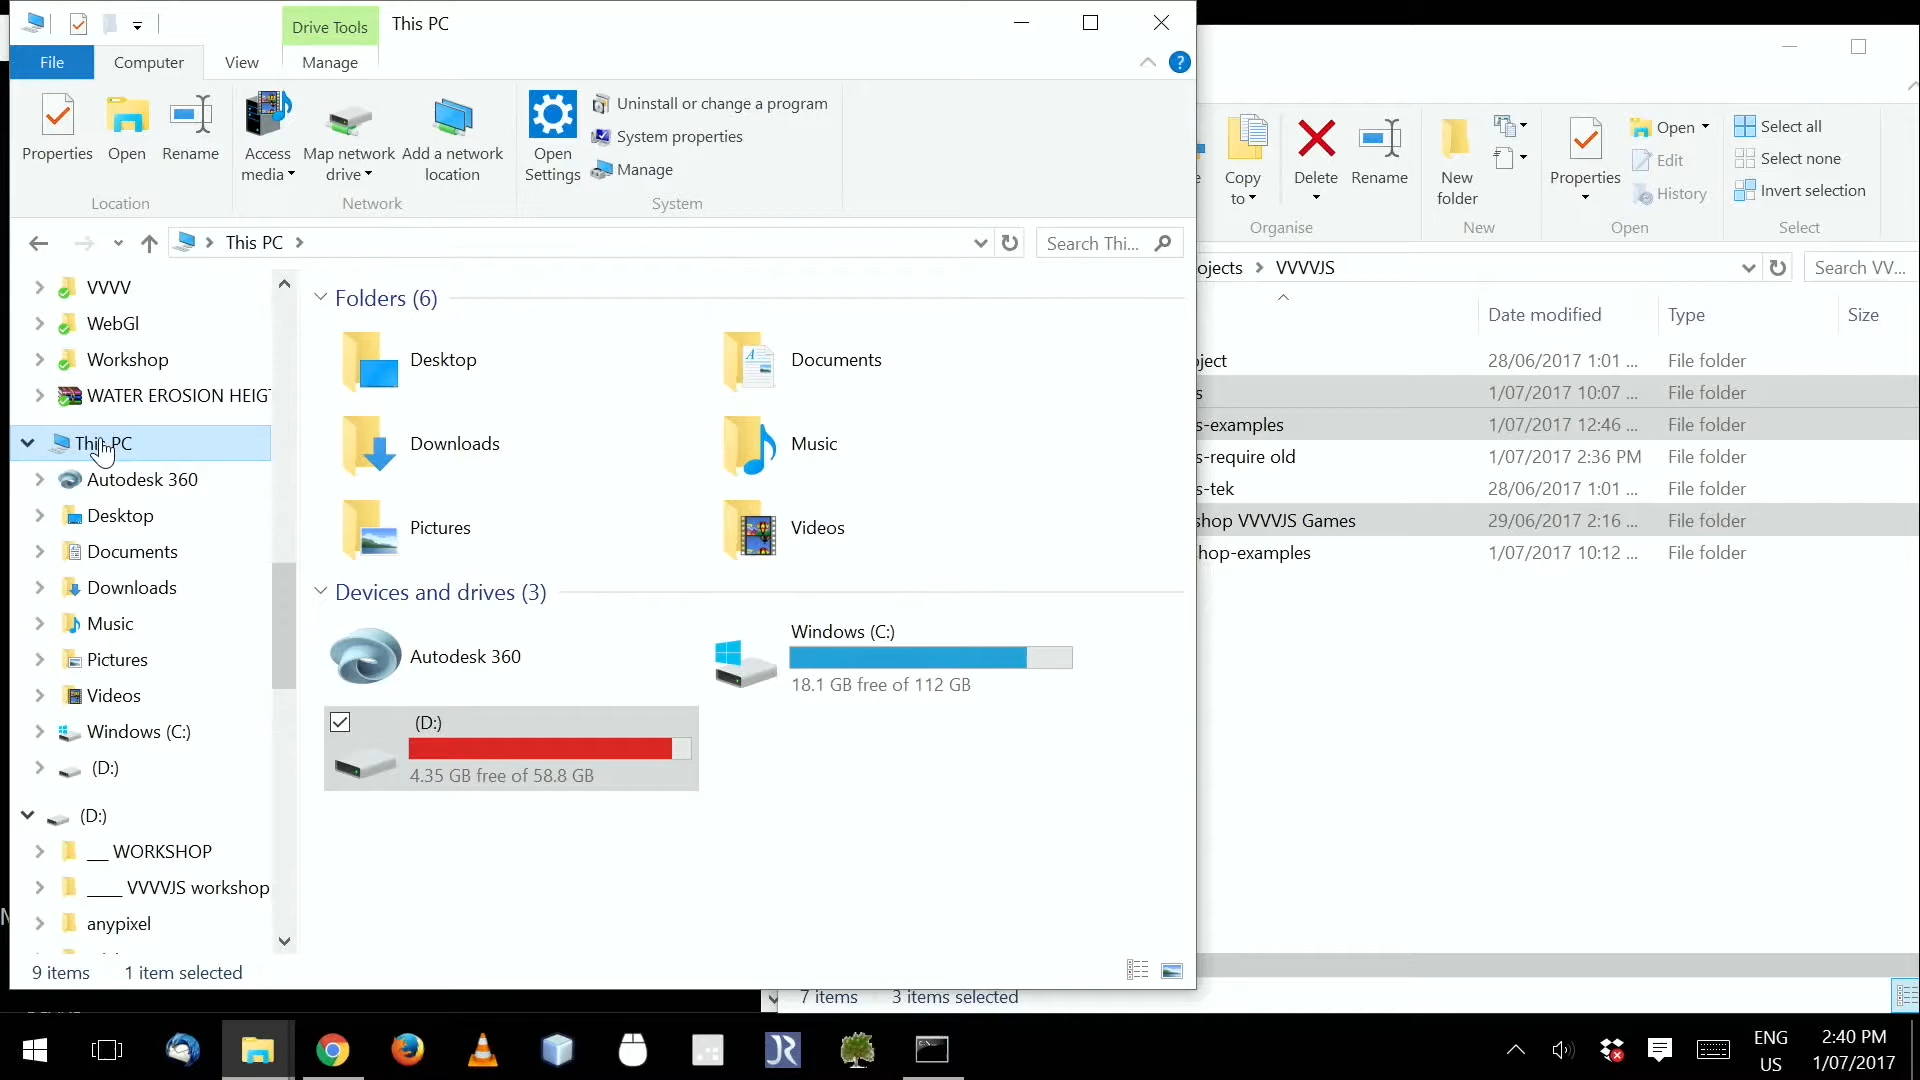 Drive Tools
This PC
File
Computer
View
Manage
Properties
Open
Rename
Access
media
Map network
drive
Add a network
location
Open
Settings
Uninstall or change a program
System properties
Manage
Location
Network
System
This PC
Search Thi...
VVVV
WebGl
Workshop
WATER EROSION HEIG
This PC
Autodesk 360
Desktop
Documents
Downloads
Music
Pictures
Videos
Windows (C:)
(D:)
(D:)
__ WORKSHOP
____ VVVVJS workshop
anypixel
Folders (6)
Desktop
Documents
Downloads
Music
Pictures
Videos
Devices and drives (3)
Autodesk 360
Windows (C:)
18.1 GB free of 112 GB
(D:)
4.35 GB free of 58.8 GB
9 items
1 item selected
Copy
to
Delete
Rename
New
folder
Properties
Open
Edit
History
Select all
Select none
Invert selection
Organise
New
Open
Select
ojects
VVVVJS
Search VV...
Date modified
Type
Size
ject
28/06/2017 1:01 ...
File folder
s
1/07/2017 10:07 ...
File folder
s-examples
1/07/2017 12:46 ...
File folder
s-require old
1/07/2017 2:36 PM
File folder
s-tek
28/06/2017 1:01 ...
File folder
shop VVVVJS Games
29/06/2017 2:16 ...
File folder
hop-examples
1/07/2017 10:12 ...
File folder
7 items
3 items selected
ENG
US
2:40 PM
1/07/2017